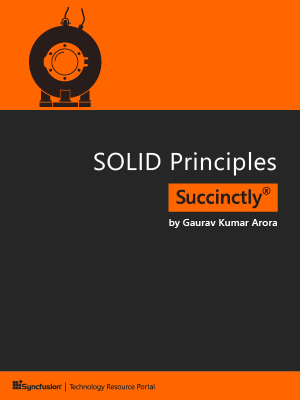 SOLID Principles
Succinctly®
by Gaurav Kumar Arora
Syncfusion | Technology Resource Portal